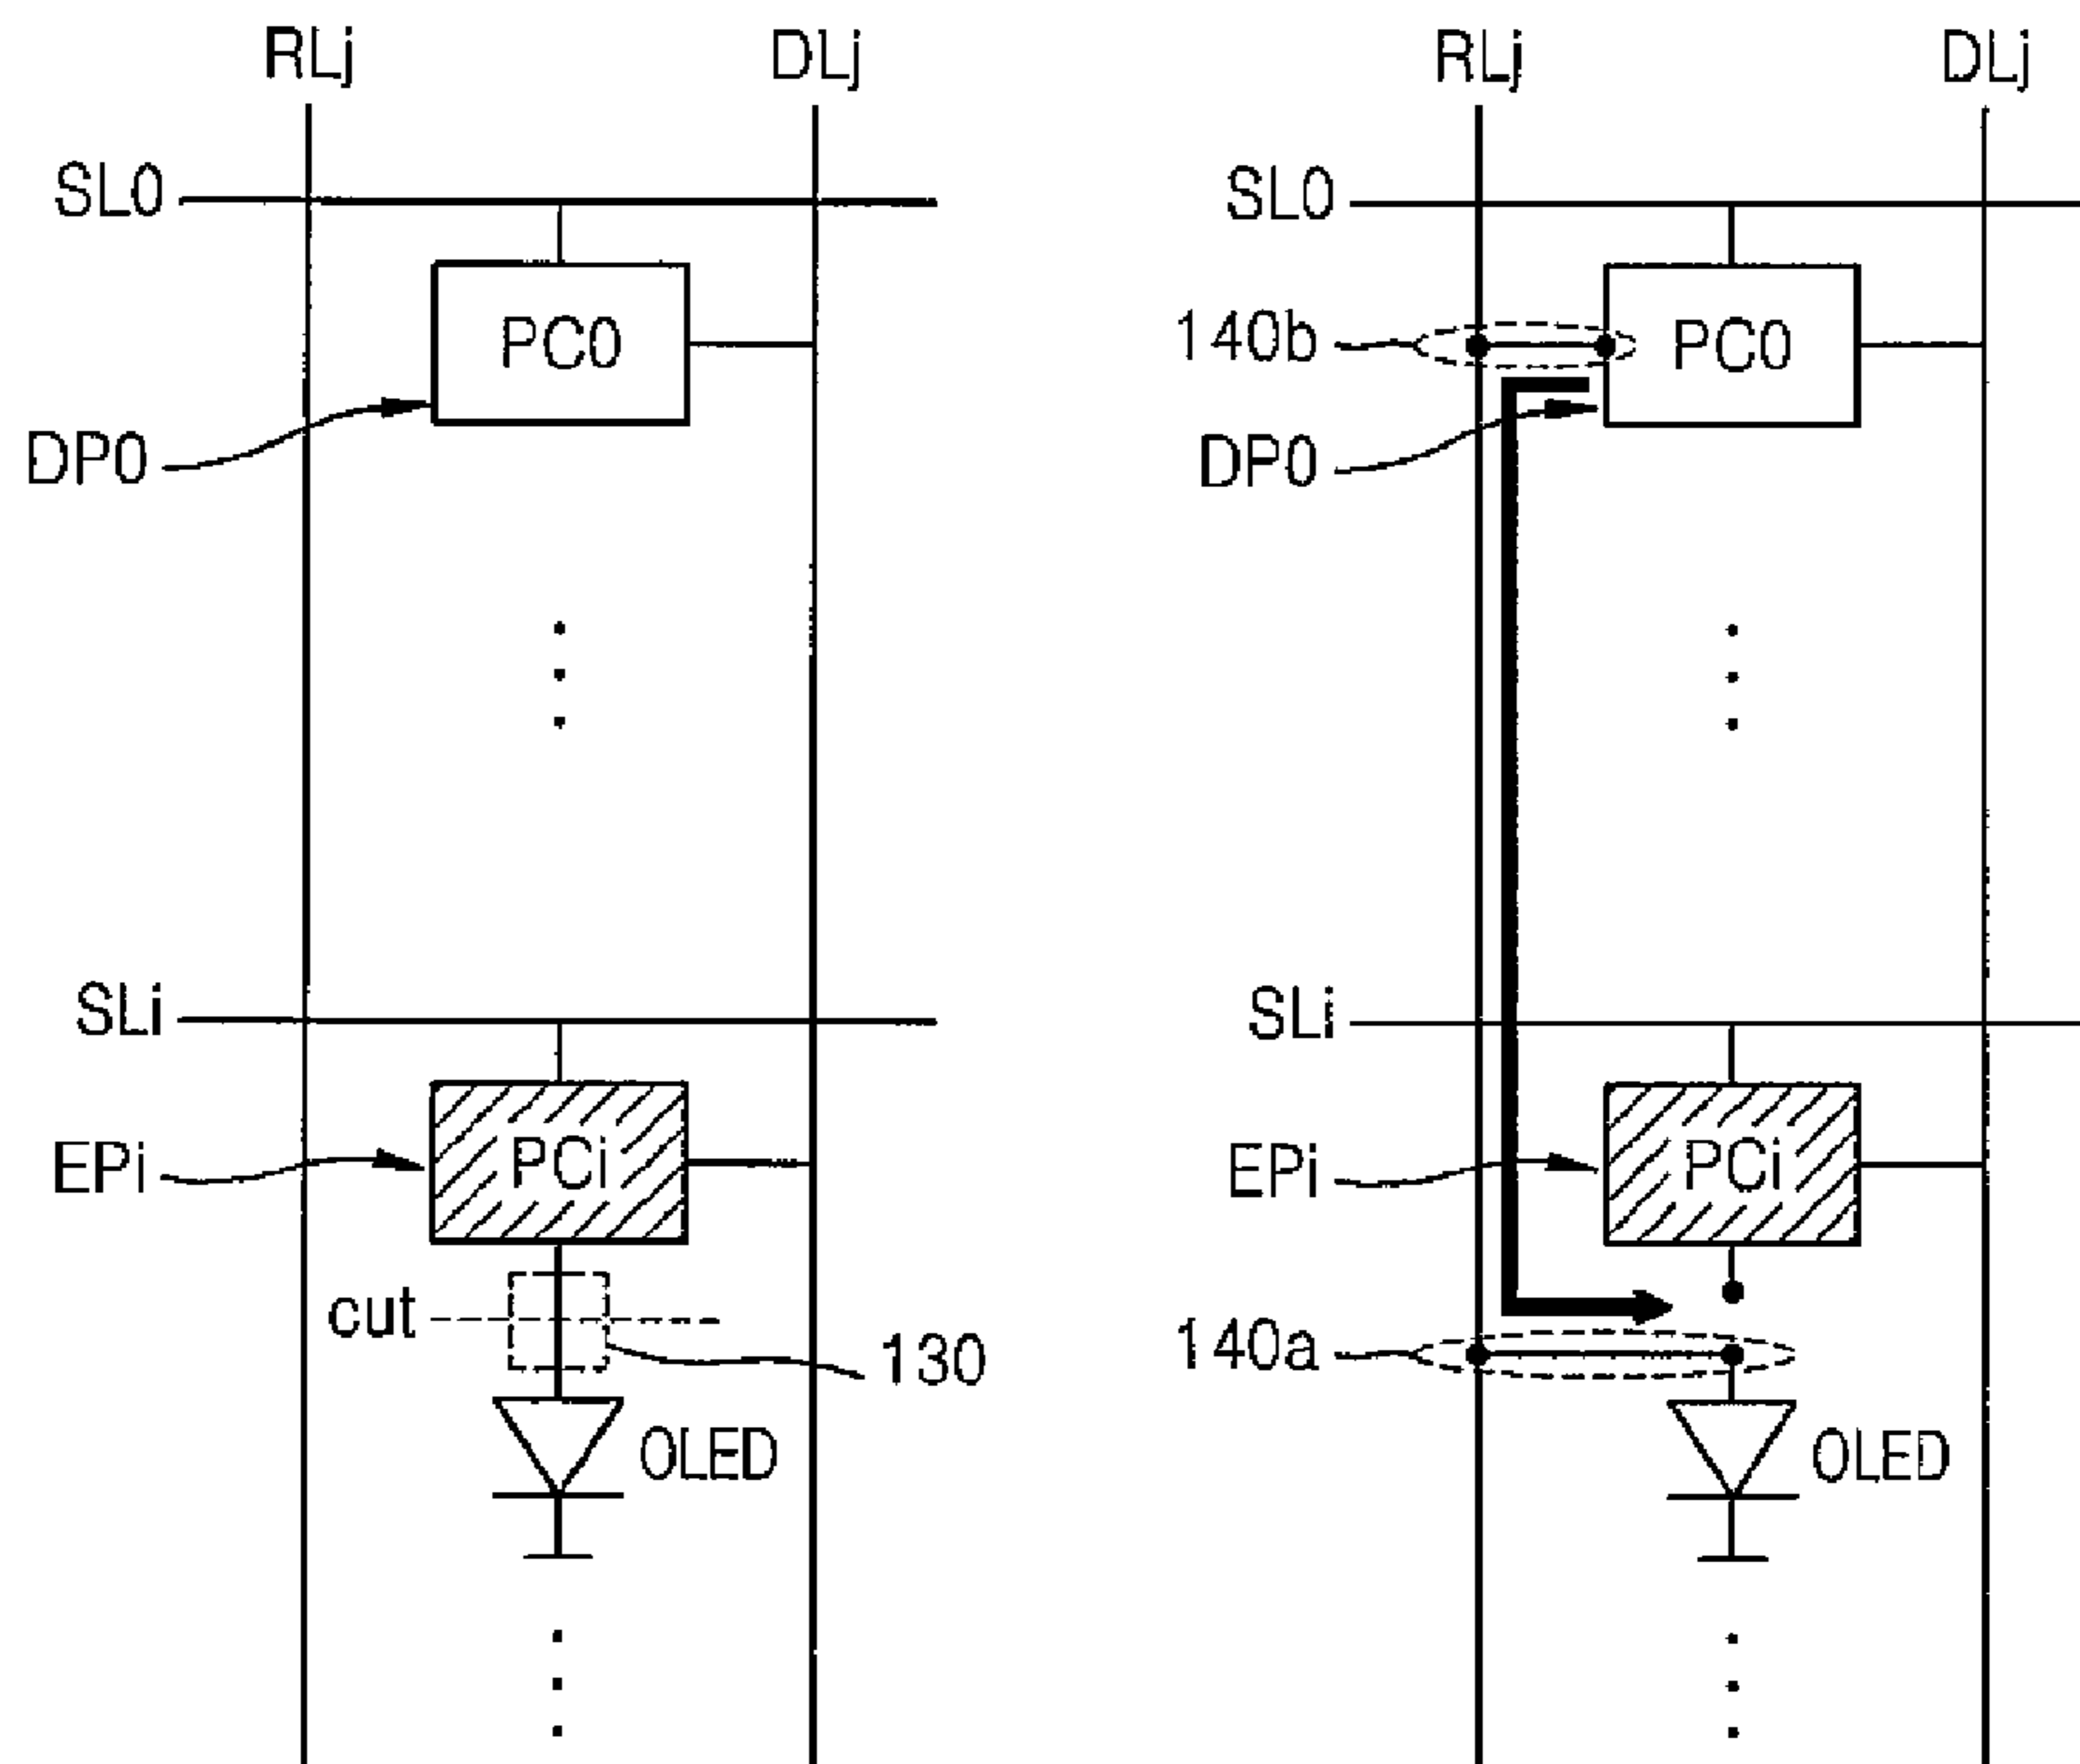 RLj DLj
SL0
PC0
DP0
SLi
EPi
PCi
cut
130
OLED
RLj DLj
SL0
140b
PC0
DP0
SLi
EPi
PCi
140a
OLED